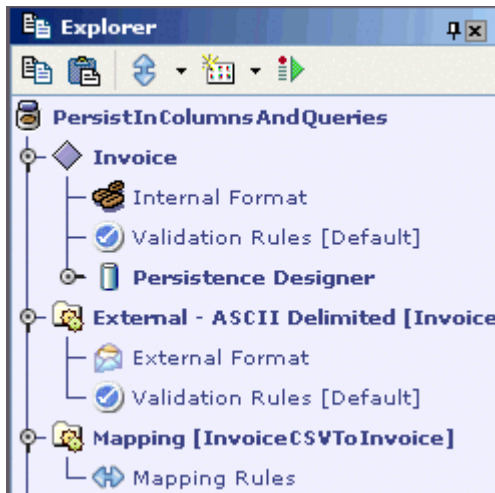 Explorer
PersistInColumnsAndQueries
Invoice
Internal Format
Validation Rules [Default]
Persistence Designer
External - ASCII Delimited [Invoice
External Format
Validation Rules [Default]
Mapping [InvoiceCSVToInvoice]
Mapping Rules